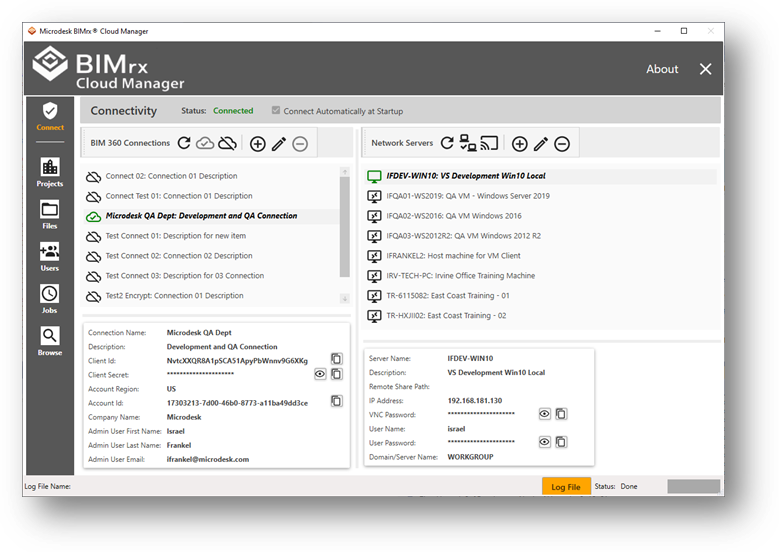 Microdesk BIMrx® Cloud Manager
BIMrx
Cloud Manager
About
Connect
Projects
Files
Users
Jobs
Browse
Connectivity
Status: Connected
Connect Automatically at Startup
BIM 360 Connections
Connect 02: Connection 01 Description
Connect Test 01: Connection 01 Description
Microdesk QA Dept: Development and QA Connection
Test Connect 01: Description for new item
Test Connect 02: Connection 02 Description
Test Connect 03: Description for 03 Connection
Test2 Encrypt: Connection 01 Description
Connection Name: Microdesk QA Dept
Description: Development and QA Connection
Client Id: NvtcXXQR8A1pSCA51ApyPbWnnv9G6XKg
Client Secret: *********************
Account Region: US
Account Id: 17303213-7d00-46b0-8773-a11ba49dd3ce
Company Name: Microdesk
Admin User First Name: Israel
Admin User Last Name: Frankel
Admin User Email: ifrankel@microdesk.com
Network Servers
IFDEV-WIN10: VS Development Win10 Local
IFQA01-WS2019: QA VM - Windows Server 2019
IFQA02-WS2016: QA VM Windows 2016
IFQA03-WS2012R2: QA VM Windows 2012 R2
IFRANKEL2: Host machine for VM Client
IRV-TECH-PC: Irvine Office Training Machine
TR-6115082: East Coast Training - 01
TR-HXJII02: East Coast Training - 02
Server Name: IFDEV-WIN10
Description: VS Development Win10 Local
Remote Share Path:
IP Address: 192.168.181.130
VNC Password: *********************
User Name: israel
User Password: *********************
Domain/Server Name: WORKGROUP
Log File Name:
Log File
Status: Done